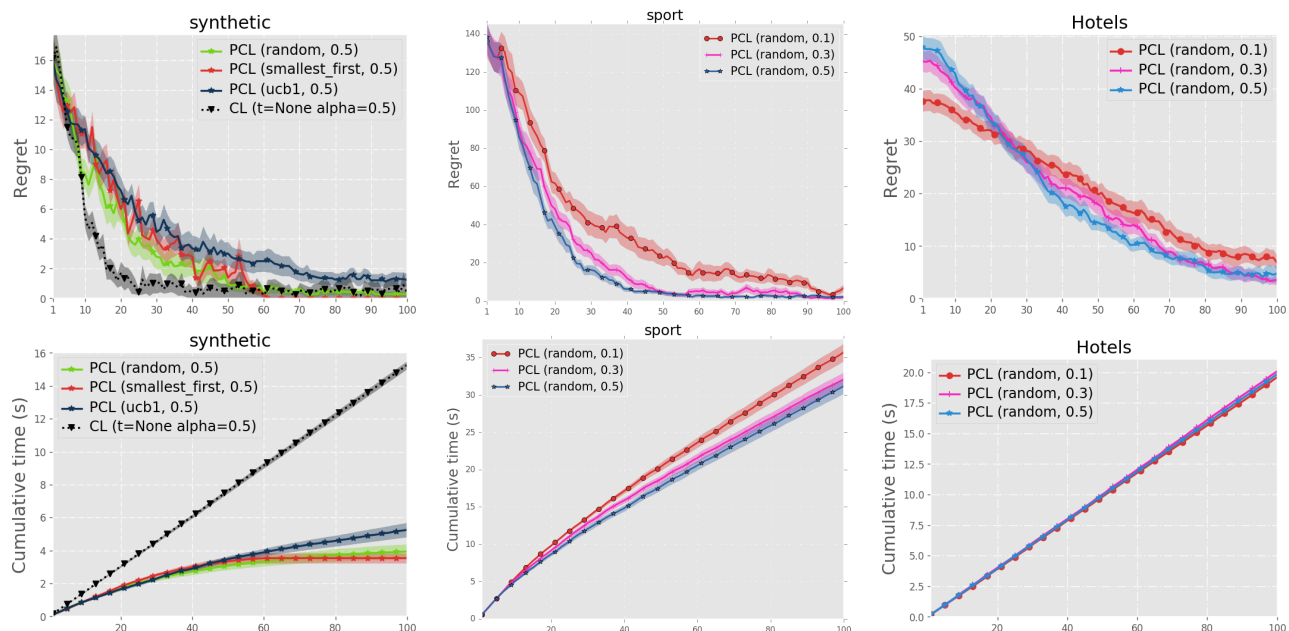 synthetic
Regret
16
14
12
10
8
6
4
2
0
PCL (random, 0.5)
PCL (smallest_first, 0.5)
PCL (ucb1, 0.5)
CL (t=None alpha=0.5)
1 10 20 30 40 50 60 70 80 90 100
sport
Regret
140
120
100
80
60
40
20
0
PCL (random, 0.1)
PCL (random, 0.3)
PCL (random, 0.5)
1 10 20 30 40 50 60 70 80 90 100
Hotels
Regret
50
40
30
20
10
0
PCL (random, 0.1)
PCL (random, 0.3)
PCL (random, 0.5)
1 10 20 30 40 50 60 70 80 90 100
synthetic
Cumulative time (s)
16
14
12
10
8
6
4
2
0
PCL (random, 0.5)
PCL (smallest_first, 0.5)
PCL (ucb1, 0.5)
CL (t=None alpha=0.5)
20 40 60 80 100
sport
Cumulative time (s)
35
30
25
20
15
10
5
0
PCL (random, 0.1)
PCL (random, 0.3)
PCL (random, 0.5)
20 40 60 80 100
Hotels
Cumulative time (s)
20.0
17.5
15.0
12.5
10.0
7.5
5.0
2.5
0.0
PCL (random, 0.1)
PCL (random, 0.3)
PCL (random, 0.5)
20 40 60 80 100